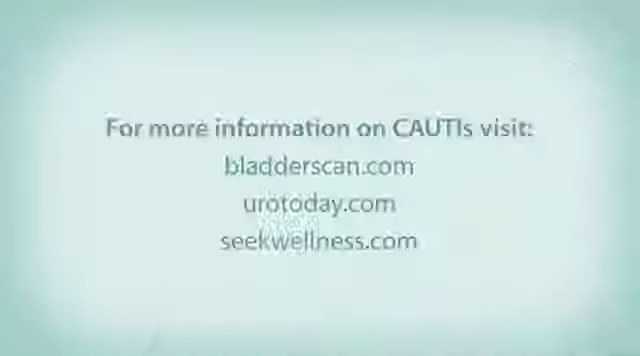 For more information on CAUTIs visit:
bladderscan.com
urotoday.com
seekwellness.com